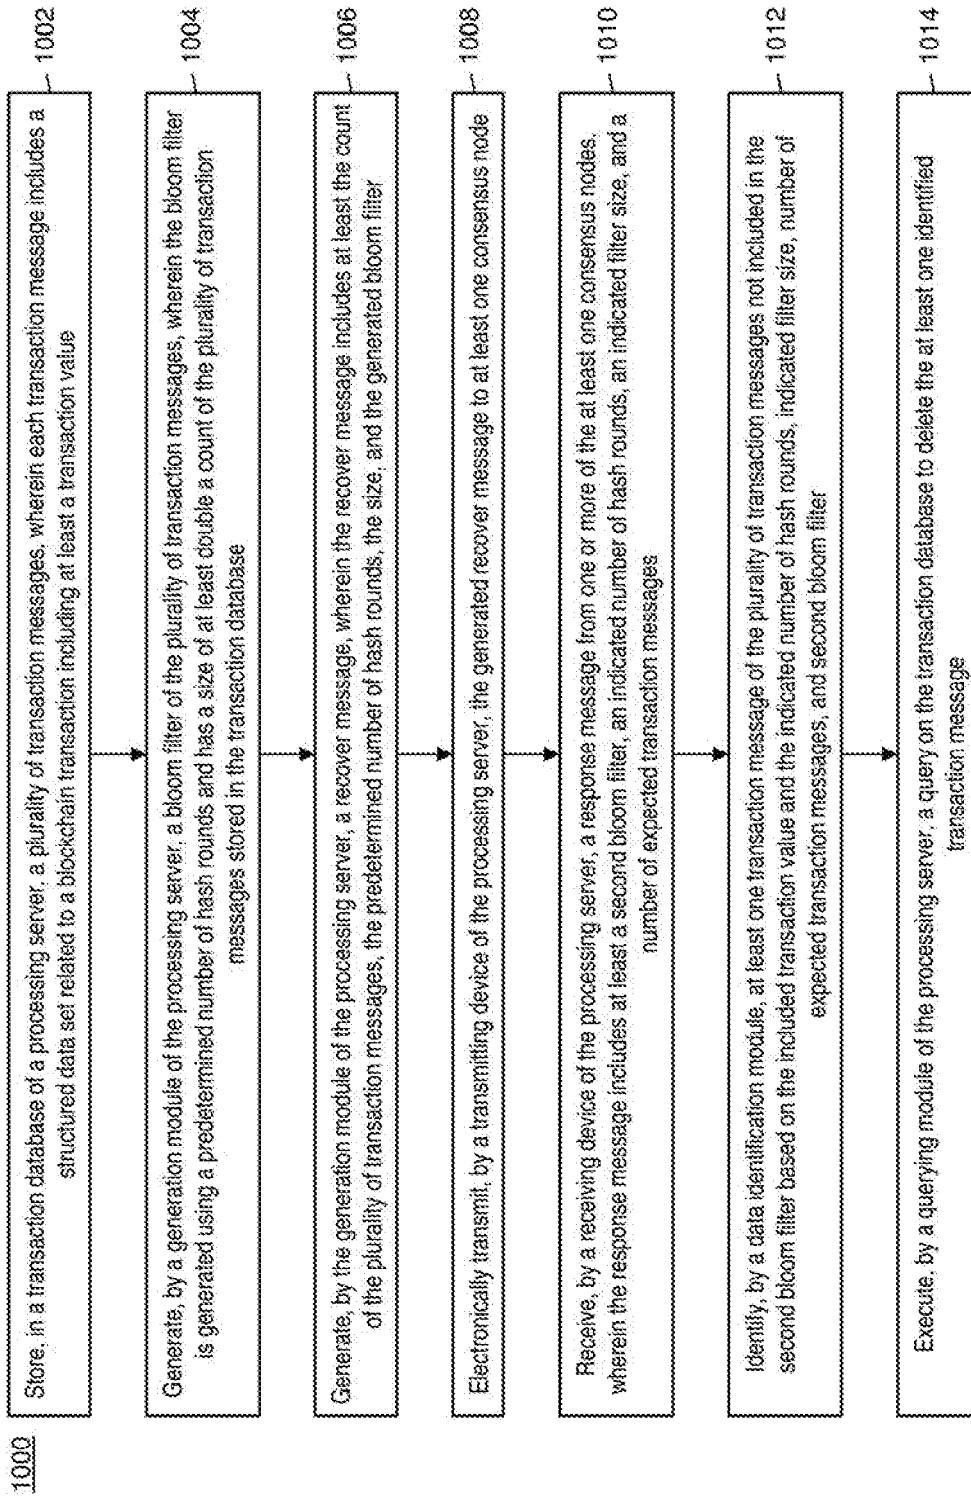 1000
Store, in a transaction database of a processing server, a plurality of transaction messages, wherein each transaction message includes a
structured data set related to a blockchain transaction including at least a transaction value
1002
Generate, by a generation module of the processing server, a bloom filter of the plurality of transaction messages, wherein the bloom filter
is generated using a predetermined number of hash rounds and has a size of at least double a count of the plurality of transaction
messages stored in the transaction database
1004
Generate, by the generation module of the processing server, a recover message, wherein the recover message includes at least the count
of the plurality of transaction messages, the predetermined number of hash rounds, the size, and the generated bloom filter
1006
Electronically transmit, by a transmitting device of the processing server, the generated recover message to at least one consensus node
1008
Receive, by a receiving device of the processing server, a response message from one or more of the at least one consensus nodes,
wherein the response message includes at least a second bloom filter, an indicated number of hash rounds, an indicated filter size, and a
number of expected transaction messages
1010
Identify, by a data identification module, at least one transaction message of the plurality of transaction messages not included in the
second bloom filter based on the included transaction value and the indicated number of hash rounds, indicated filter size, number of
expected transaction messages, and second bloom filter
1012
Execute, by a querying module of the processing server, a query on the transaction database to delete the at least one identified
transaction message
1014